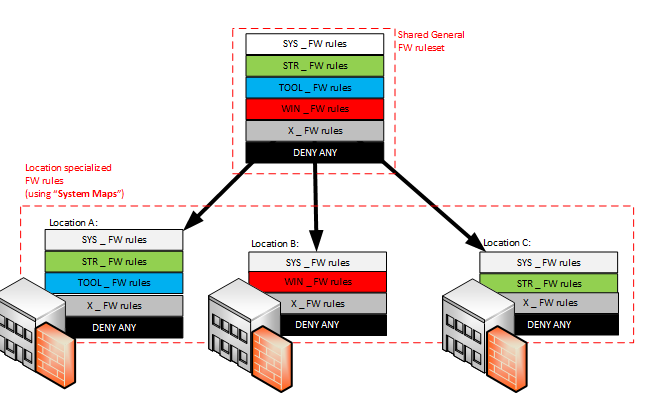 Shared General
FW ruleset
SYS _ FW rules
STR _ FW rules
TOOL _ FW rules
WIN _ FW rules
X _ FW rules
DENY ANY
Location specialized
FW rules
(using “System Maps”)
Location A:
SYS _ FW rules
STR _ FW rules
TOOL _ FW rules
X _ FW rules
DENY ANY
Location B:
SYS _ FW rules
WIN _ FW rules
X _ FW rules
DENY ANY
Location C:
SYS _ FW rules
STR _ FW rules
X _ FW rules
DENY ANY